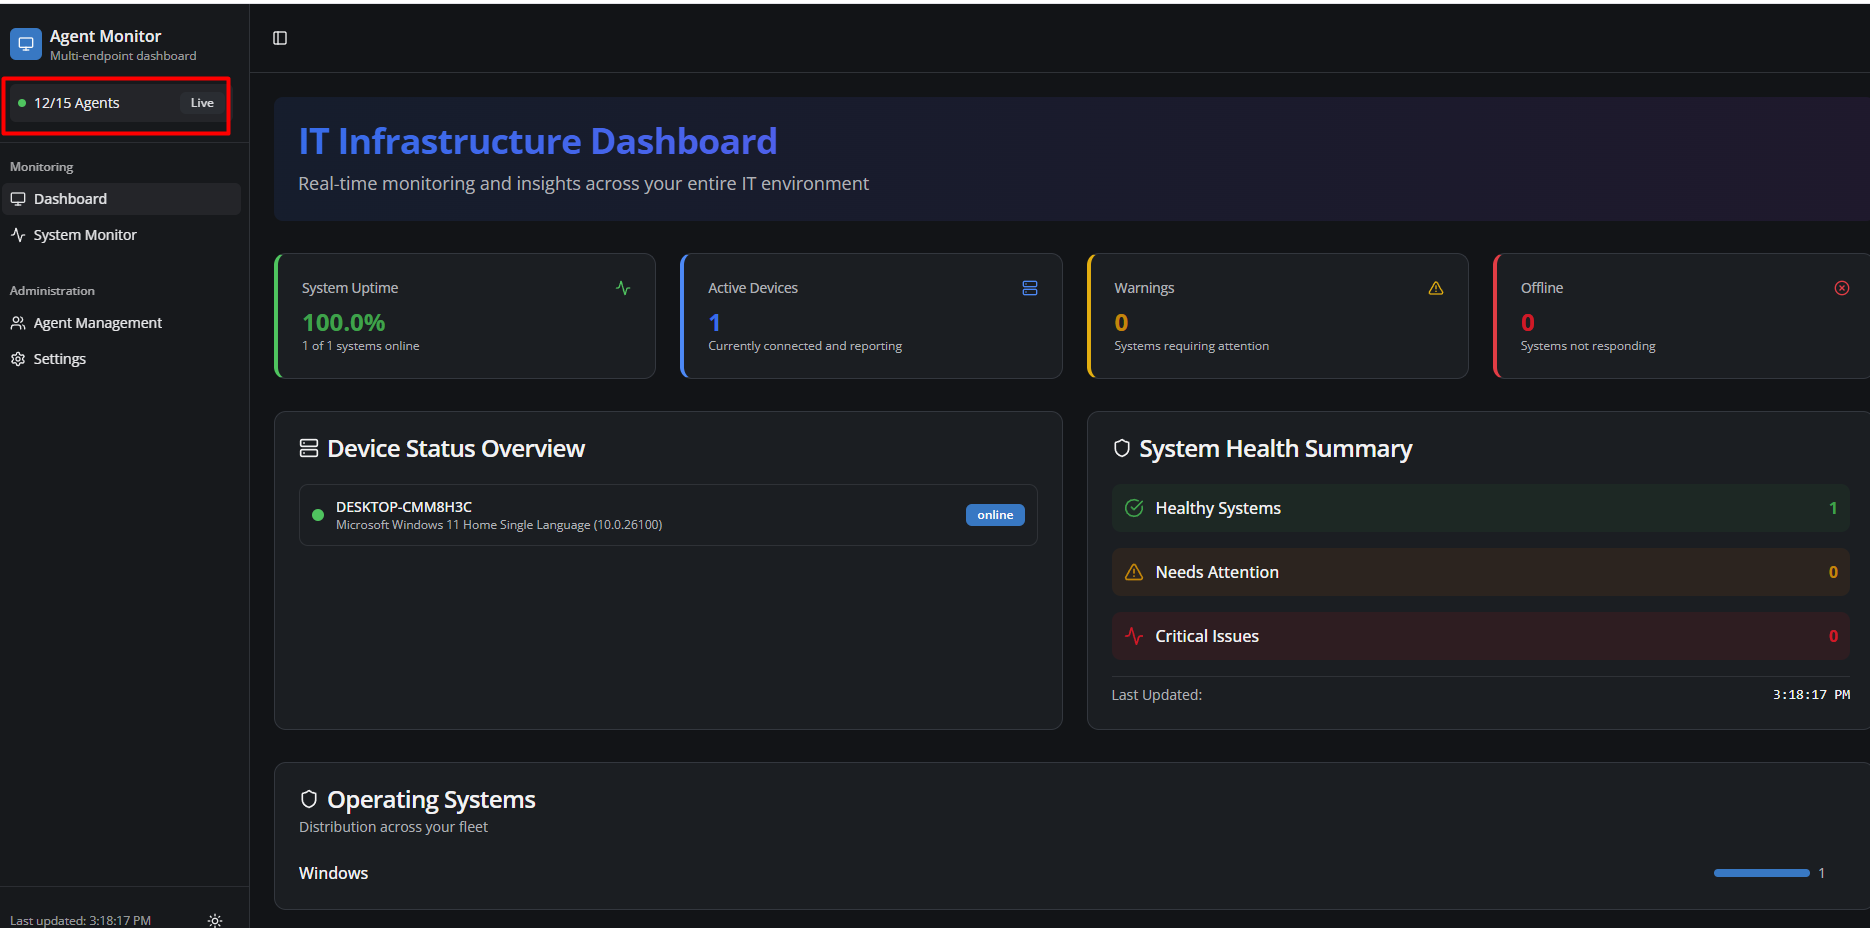 Agent Monitor
Multi-endpoint dashboard
12/15 Agents
Live
Monitoring
Dashboard
System Monitor
Administration
Agent Management
Settings
Last updated: 3:18:17 PM
IT Infrastructure Dashboard
Real-time monitoring and insights across your entire IT environment
System Uptime
100.0%
1 of 1 systems online
Active Devices
1
Currently connected and reporting
Warnings
0
Systems requiring attention
Offline
0
Systems not responding
Device Status Overview
DESKTOP-CMM8H3C
Microsoft Windows 11 Home Single Language (10.0.26100)
online
System Health Summary
Healthy Systems
1
Needs Attention
0
Critical Issues
0
Last Updated:
3:18:17 PM
Operating Systems
Distribution across your fleet
Windows
1